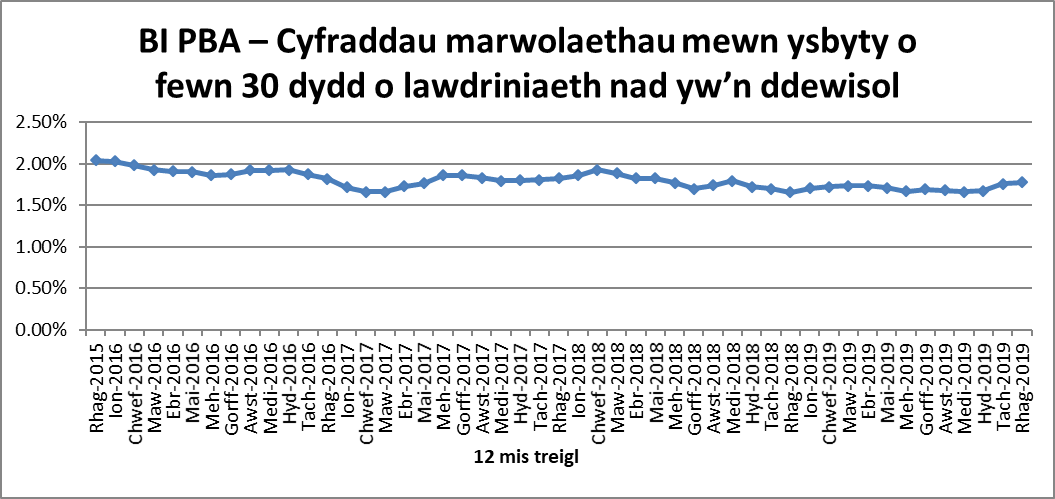 BI PBA – Cyfraddau marwolaethau mewn ysbyty o
fewn 30 dydd o lawdriniaeth nad yw’n ddewisol
2.50%
2.00%
1.50%
1.00%
0.50%
0.00%
Rhag-2015
Ion-2016
Chwef-2016
Maw-2016
Ebr-2016
Mai-2016
Meh-2016
Gorff-2016
Awst-2016
Medi-2016
Hyd-2016
Tach-2016
Rhag-2016
Ion-2017
Chwef-2017
Maw-2017
Ebr-2017
Mai-2017
Meh-2017
Gorff-2017
Awst-2017
Medi-2017
Hyd-2017
Tach-2017
Rhag-2017
Ion-2018
Chwef-2018
Maw-2018
Ebr-2018
Mai-2018
Meh-2018
Gorff-2018
Awst-2018
Medi-2018
Hyd-2018
Tach-2018
Rhag-2018
Ion-2019
Chwef-2019
Maw-2019
Ebr-2019
Mai-2019
Meh-2019
Gorff-2019
Awst-2019
Medi-2019
Hyd-2019
Tach-2019
Rhag-2019
12 mis treigl